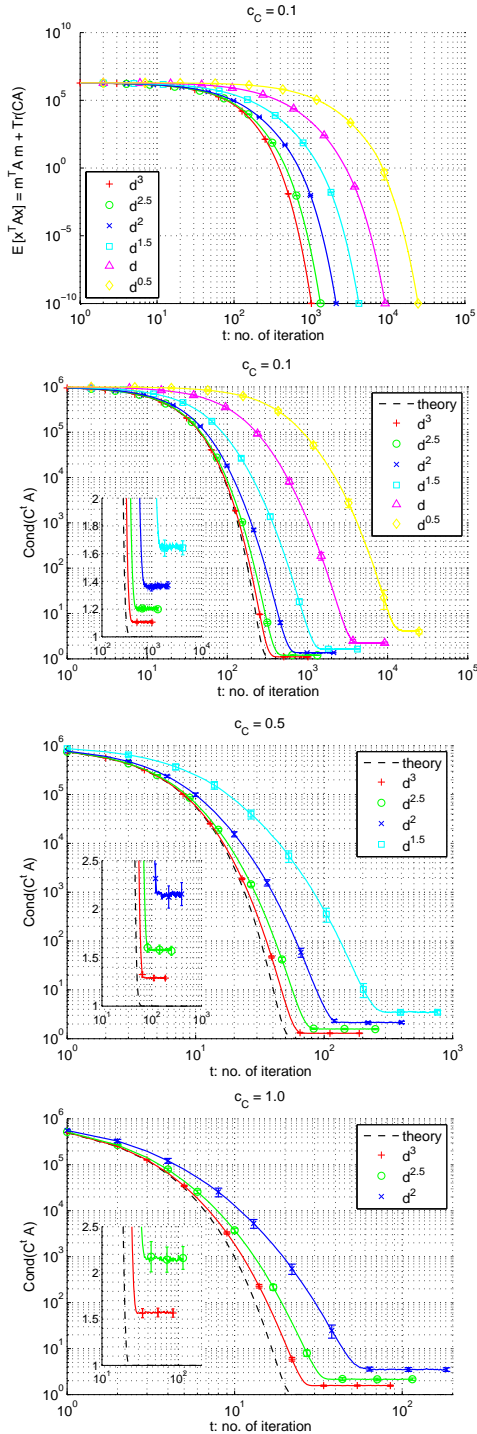 c_C = 0.1
E[x^T Ax] = m^T A m + Tr(CA)
10^10
10^5
10^0
10^-5
10^-10
d^3
d^2.5
d^2
d^1.5
d
d^0.5
10^0 10^1 10^2 10^3 10^4 10^5
t: no. of iteration
c_C = 0.1
Cond(C^t A)
10^6
10^5
10^4
10^3
10^2
10^1
10^0
theory
d^3
d^2.5
d^2
d^1.5
d
d^0.5
2
1.8
1.6
1.4
1.2
1
10^2 10^3 10^4
10^0 10^1 10^2 10^3 10^4 10^5
t: no. of iteration
c_C = 0.5
Cond(C^t A)
10^6
10^5
10^4
10^3
10^2
10^1
10^0
theory
d^3
d^2.5
d^2
d^1.5
2.5
2
1.5
1
10^1 10^2 10^3
10^0 10^1 10^2 10^3
t: no. of iteration
c_C = 1.0
Cond(C^t A)
10^6
10^5
10^4
10^3
10^2
10^1
10^0
theory
d^3
d^2.5
d^2
2.5
2
1.5
1
10^1 10^2
10^0 10^1 10^2
t: no. of iteration